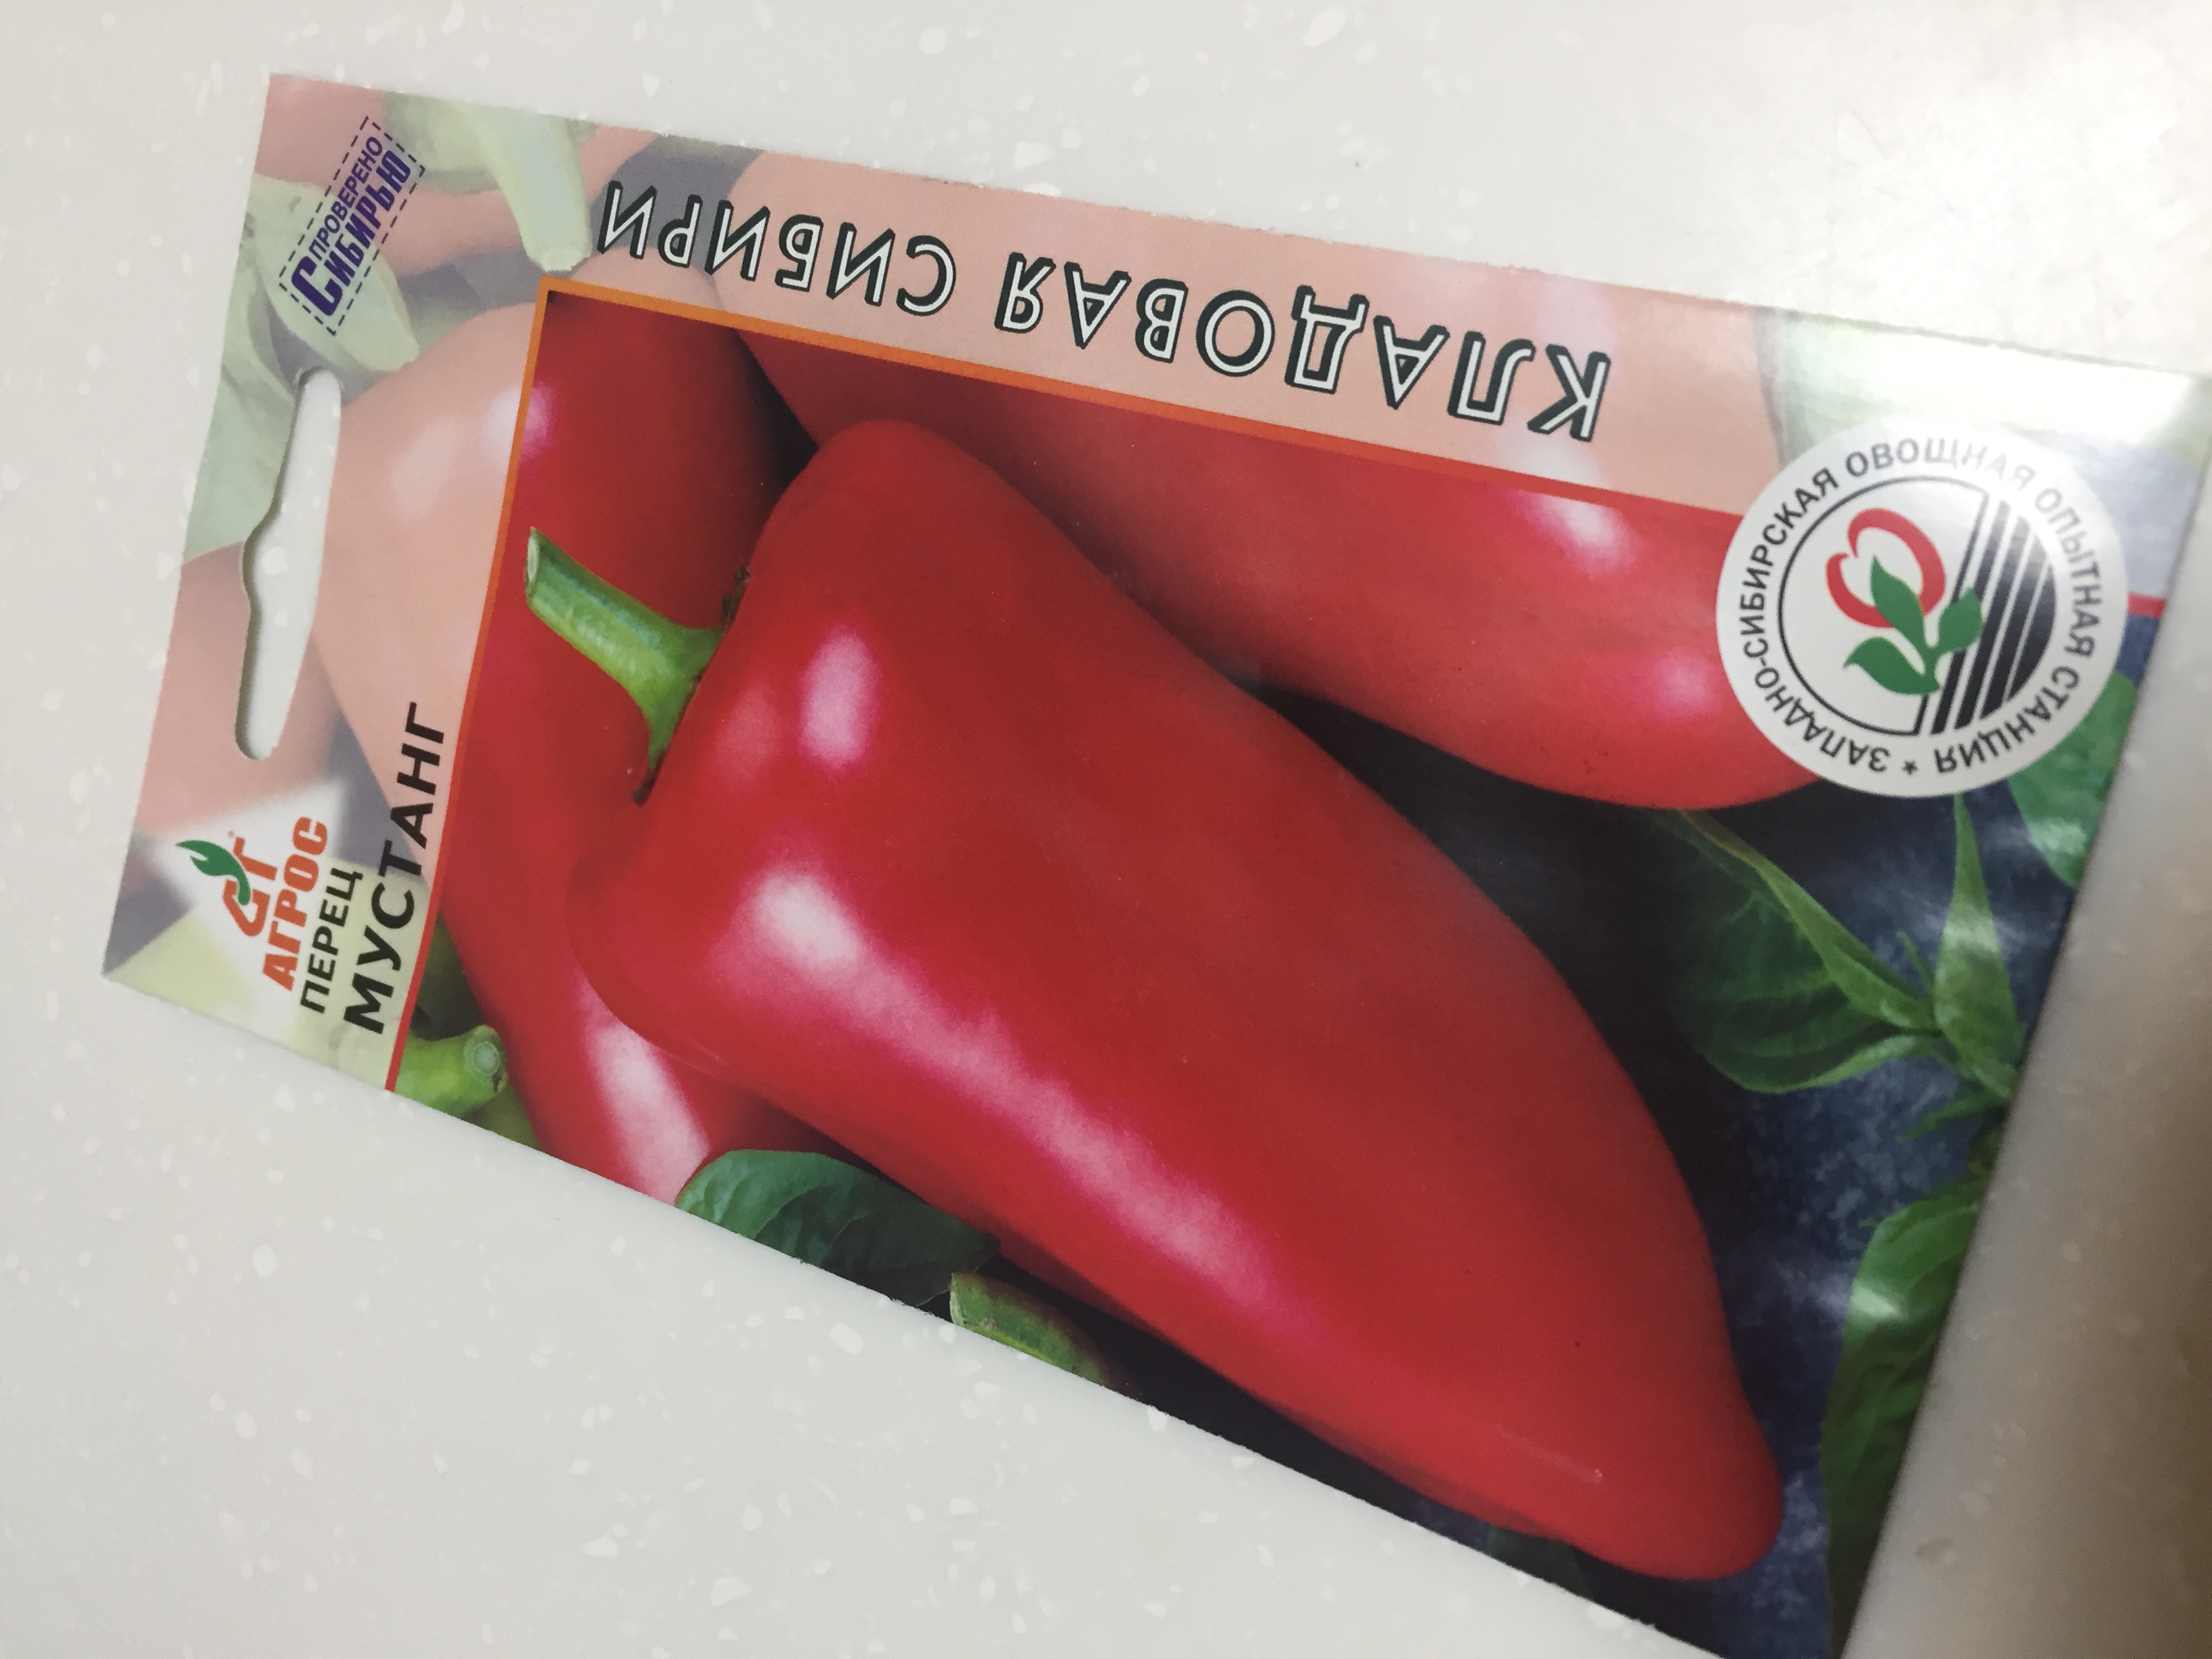 АГРОС
ПЕРЕЦ
МУСТАНГ
ПРОВЕРЕНО
СИБИРЬЮ
КЛАДОВАЯ СИБИРИ
ЗАПАДНО-СИБИРСКАЯ ОВОЩНАЯ ОПЫТНАЯ СТАНЦИЯ *